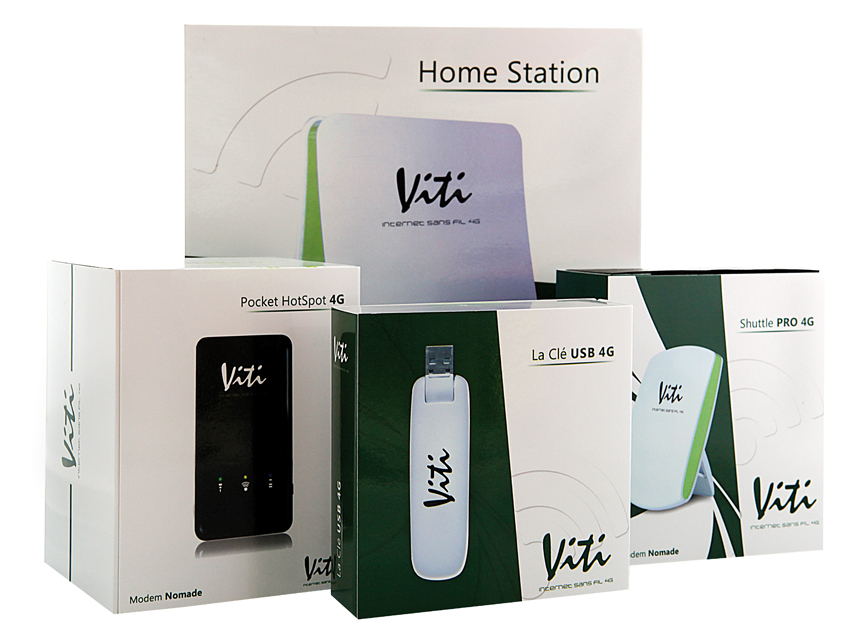 Home Station
Viti
internet sans fil 4G
Pocket HotSpot 4G
Viti
Viti
Modem Nomade
Viti
Viti
La Clé USB 4G
La Clé USB 4G
Viti
Viti
internet sans fil 4G
Shuttle PRO 4G
Viti
internet sans fil 4G
Viti
internet sans fil 4G
dem Nomade